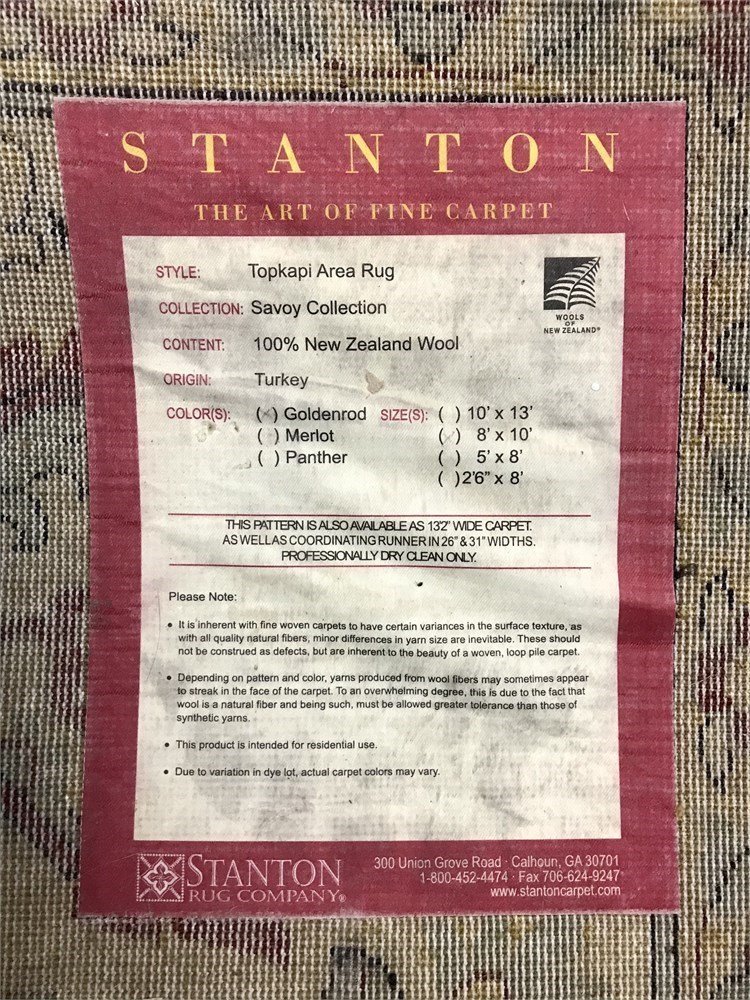 STANTON
THE ART OF FINE CARPET
STYLE: Topkapi Area Rug
COLLECTION: Savoy Collection
CONTENT: 100% New Zealand Wool
ORIGIN: Turkey
WOOLS
OF
NEW ZEALAND®
COLOR(S): (✓) Goldenrod SIZE(S): ( ) 10' x 13'
( ) Merlot (✓) 8' x 10'
( ) Panther ( ) 5' x 8'
( )2'6" x 8'
THIS PATTERN IS ALSO AVAILABLE AS 13'2" WIDE CARPET.
AS WELL AS COORDINATING RUNNER IN 26" & 31" WIDTHS.
PROFESSIONALLY DRY CLEAN ONLY.
Please Note:
• It is inherent with fine woven carpets to have certain variances in the surface texture, as
with all quality natural fibers, minor differences in yarn size are inevitable. These should
not be construed as defects, but are inherent to the beauty of a woven, loop pile carpet.
• Depending on pattern and color, yarns produced from wool fibers may sometimes appear
to streak in the face of the carpet. To an overwhelming degree, this is due to the fact that
wool is a natural fiber and being such, must be allowed greater tolerance than those of
synthetic yarns.
• This product is intended for residential use.
• Due to variation in dye lot, actual carpet colors may vary.
STANTON
RUG COMPANY®
300 Union Grove Road · Calhoun, GA 30701
1-800-452-4474 · Fax 706-624-9247
www.stantoncarpet.com